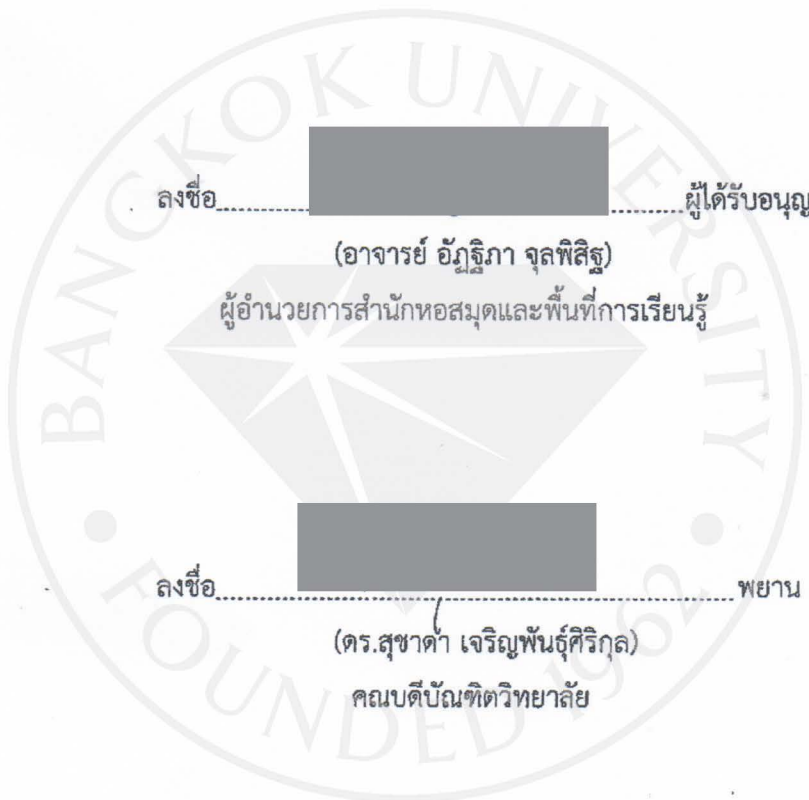 BANGKOK UNIVERSITY
ลงชื่อ ผู้ได้รับอนุญ
(อาจารย์ อัฏฐิภา จุลพิสิฐ)
ผู้อำนวยการสำนักหอสมุดและพื้นที่การเรียนรู้
ลงชื่อ พยาน
(ดร.สุชาดา เจริญพันธุ์ศิริกุล)
คณบดีบัณฑิตวิทยาลัย
FOUNDED 1962